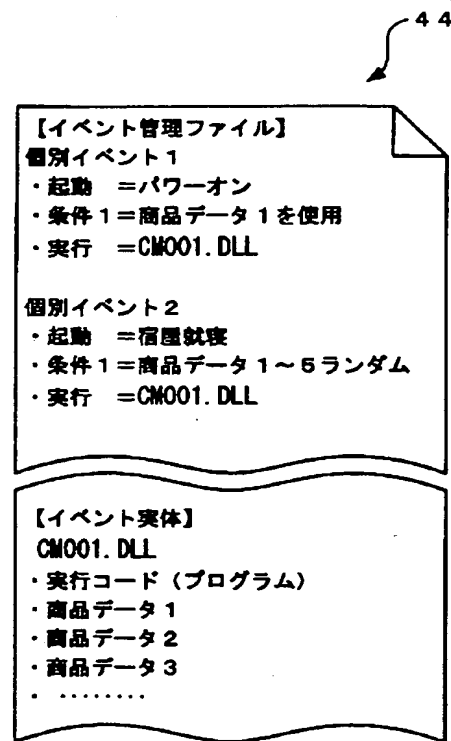 ４４
【イベント管理ファイル】
個別イベント１
・起動　＝パワーオン
・条件１＝商品データ１を使用
・実行　＝CM001.DLL
個別イベント２
・起動　＝宿屋就寝
・条件１＝商品データ１～５ランダム
・実行　＝CM001.DLL
【イベント実体】
CM001.DLL
・実行コード（プログラム）
・商品データ１
・商品データ２
・商品データ３
・ ････････